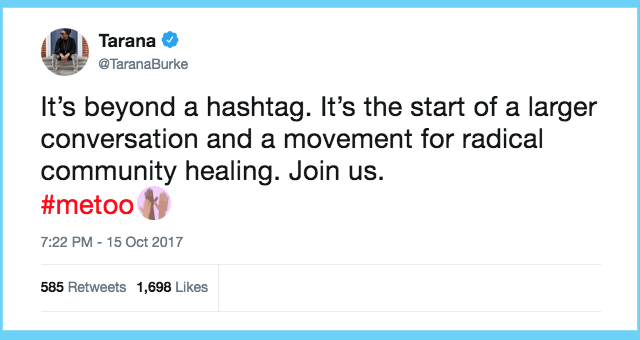 Tarana
@TaranaBurke
It’s beyond a hashtag. It’s the start of a larger
conversation and a movement for radical
community healing. Join us.
#metoo
7:22 PM - 15 Oct 2017
585 Retweets 1,698 Likes